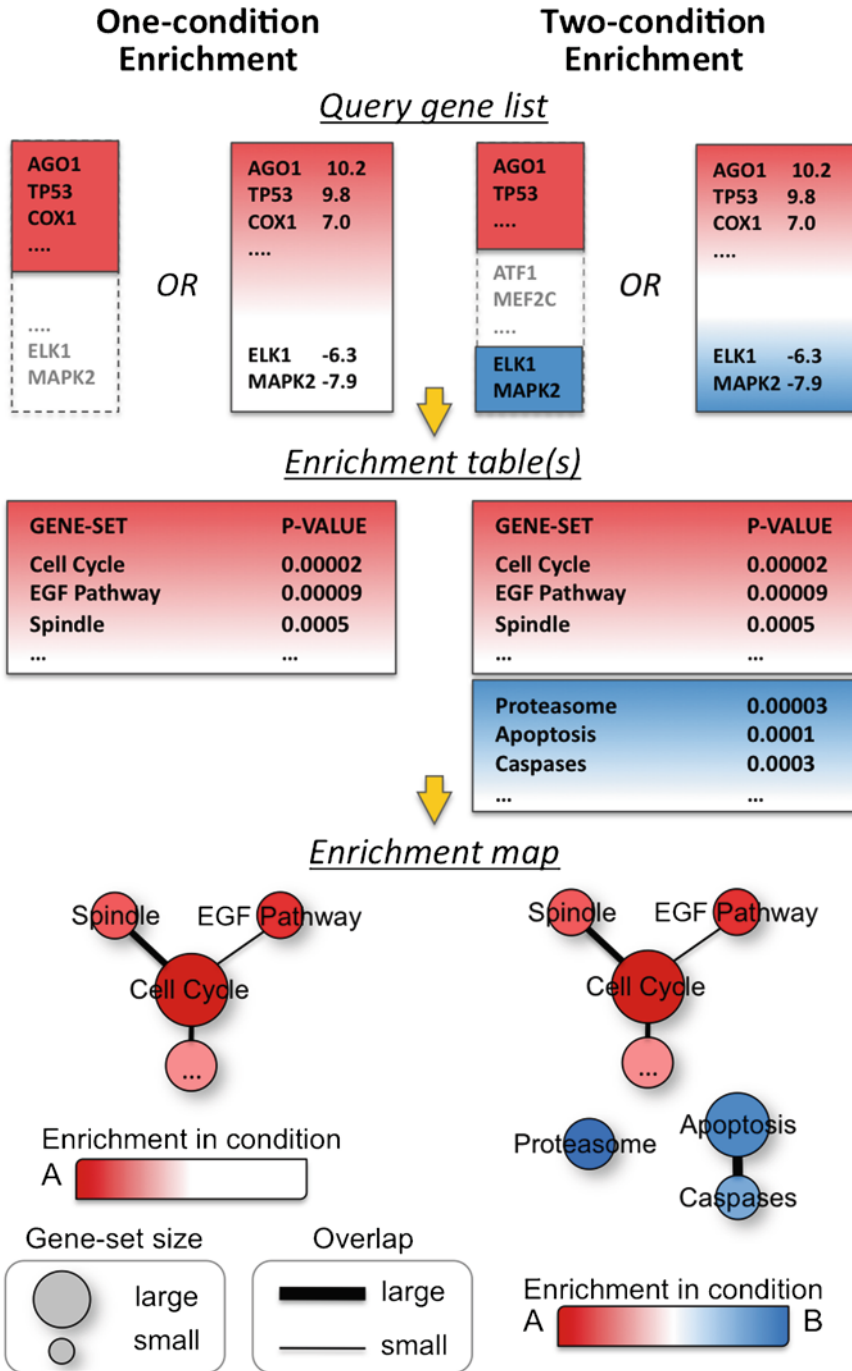 One-condition
Enrichment
Two-condition
Enrichment
Query gene list
AGO1
TP53
COX1
....
....
ELK1
MAPK2
OR
AGO1 10.2
TP53 9.8
COX1 7.0
....
ELK1 -6.3
MAPK2 -7.9
AGO1
TP53
....
ATF1
MEF2C
....
ELK1
MAPK2
OR
AGO1 10.2
TP53 9.8
COX1 7.0
....
ELK1 -6.3
MAPK2 -7.9
Enrichment table(s)
GENE-SET P-VALUE
Cell Cycle 0.00002
EGF Pathway 0.00009
Spindle 0.0005
... ...
GENE-SET P-VALUE
Cell Cycle 0.00002
EGF Pathway 0.00009
Spindle 0.0005
... ...
Proteasome 0.00003
Apoptosis 0.0001
Caspases 0.0003
... ...
Enrichment map
Spindle
EGF Pathway
Cell Cycle
...
Spindle
EGF Pathway
Cell Cycle
...
Proteasome
Apoptosis
Caspases
Enrichment in condition
A
Gene-set size
large
small
Overlap
large
small
Enrichment in condition
A B